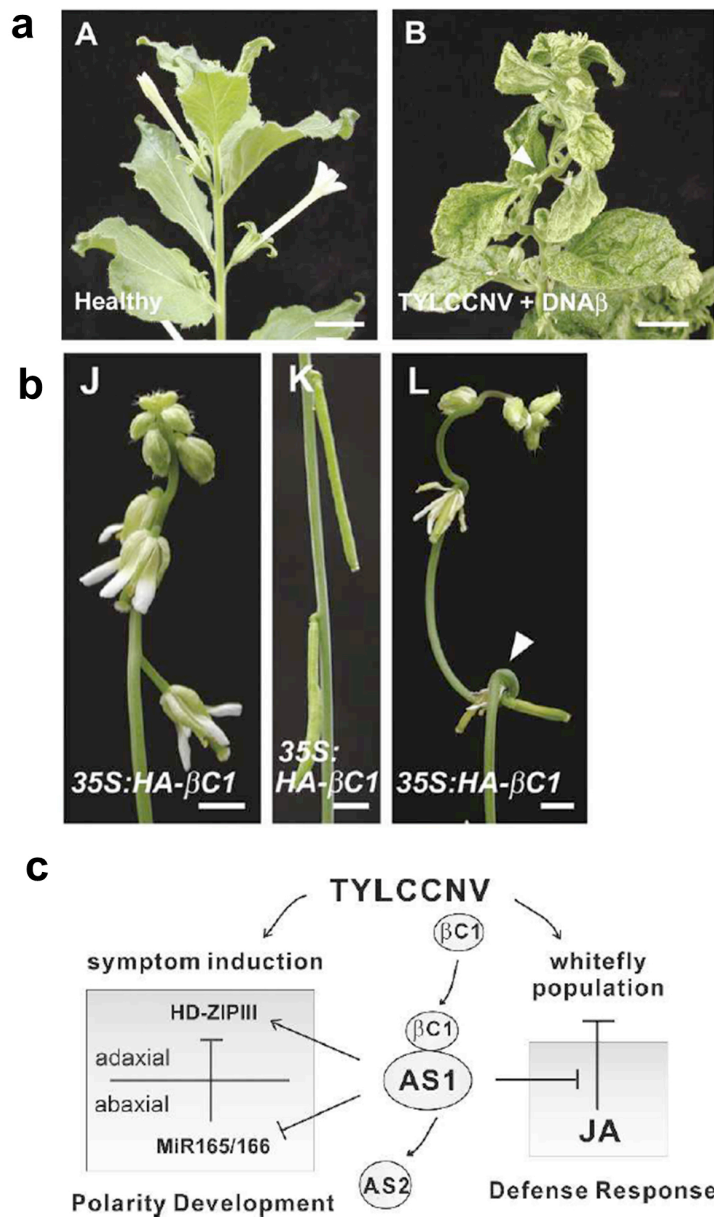 a
A
B
Healthy
TYLCCNV + DNAβ
b
J
K
L
35S:HA-βC1
35S:
HA-βC1
35S:HA-βC1
c
TYLCCNV
βC1
symptom induction
whitefly
population
HD-ZIPIII
βC1
adaxial
AS1
abaxial
JA
MiR165/166
AS2
Polarity Development
Defense Response